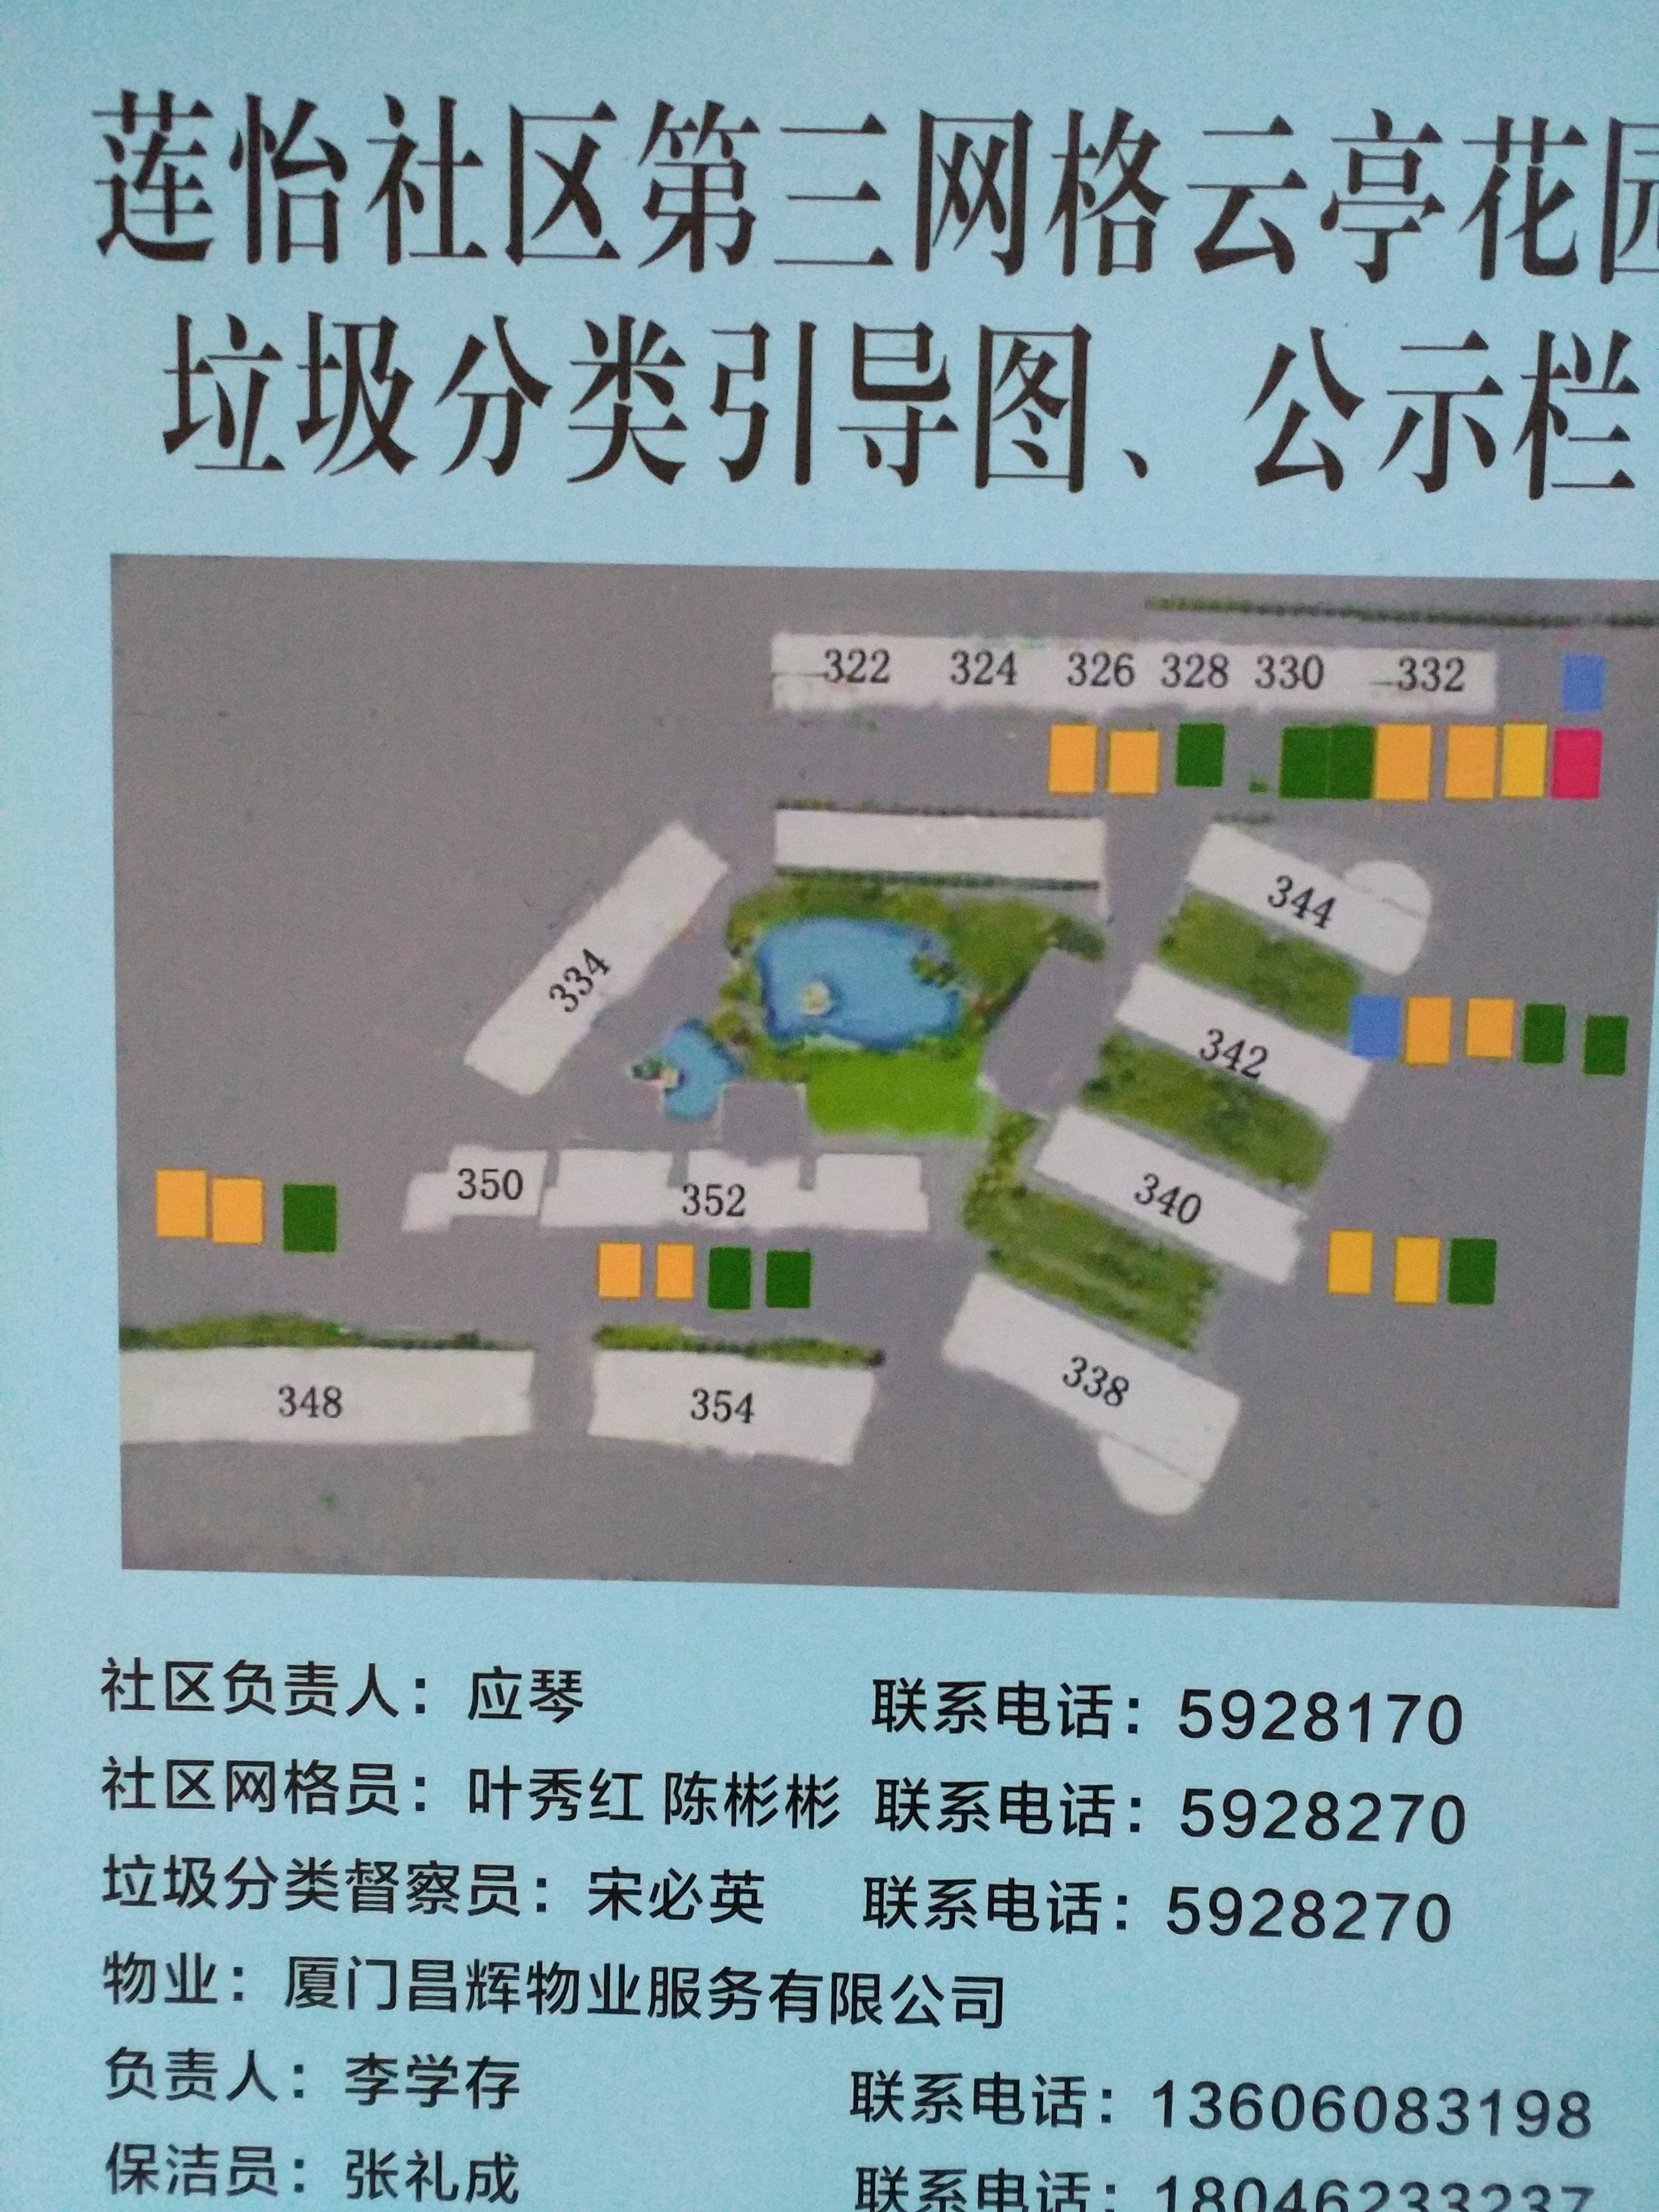 莲怡社区第三网格云亭花园
垃圾分类引导图、公示栏
322 324 326 328 330 332
344
334
342
350
352
340
348
354
338
社区负责人：应琴 联系电话：5928170
社区网格员：叶秀红 陈彬彬 联系电话：5928270
垃圾分类督察员：宋必英 联系电话：5928270
物业：厦门昌辉物业服务有限公司
负责人：李学存 联系电话：13606083198
保洁员：张礼成 联系电话：18046233237